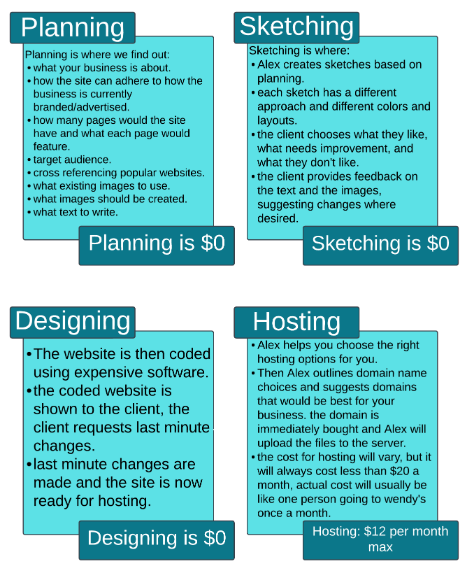 Planning
Planning is where we find out:
• what your business is about.
• how the site can adhere to how the
business is currently
branded/advertised.
• how many pages would the site
have and what each page would
feature.
• target audience.
• cross referencing popular websites.
• what existing images to use.
• what images should be created.
• what text to write.
Planning is $0
Sketching
Sketching is where:
• Alex creates sketches based on
planning.
• each sketch has a different
approach and different colors and
layouts.
• the client chooses what they like,
what needs improvement, and
what they don't like.
• the client provides feedback on
the text and the images,
suggesting changes where
desired.
Sketching is $0
Designing
• The website is then coded
using expensive software.
• the coded website is
shown to the client, the
client requests last minute
changes.
• last minute changes are
made and the site is now
ready for hosting.
Designing is $0
Hosting
• Alex helps you choose the right
hosting options for you.
• Then Alex outlines domain name
choices and suggests domains
that would be best for your
business. the domain is
immediately bought and Alex will
upload the files to the server.
• the cost for hosting will vary, but it
will always cost less than $20 a
month, actual cost will usually be
like one person going to wendy's
once a month.
Hosting: $12 per month
max